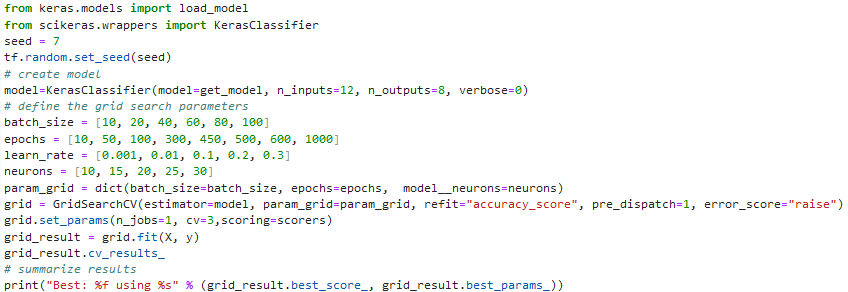 from keras.models import load_model
from scikeras.wrappers import KerasClassifier
seed = 7
tf.random.set_seed(seed)
# create model
model=KerasClassifier(model=get_model, n_inputs=12, n_outputs=8, verbose=0)
# define the grid search parameters
batch_size = [10, 20, 40, 60, 80, 100]
epochs = [10, 50, 100, 300, 450, 500, 600, 1000]
learn_rate = [0.001, 0.01, 0.1, 0.2, 0.3]
neurons = [10, 15, 20, 25, 30]
param_grid = dict(batch_size=batch_size, epochs=epochs,  model__neurons=neurons)
grid = GridSearchCV(estimator=model, param_grid=param_grid, refit="accuracy_score", pre_dispatch=1, error_score="raise")
grid.set_params(n_jobs=1, cv=3,scoring=scorers)
grid_result = grid.fit(X, y)
grid_result.cv_results_
# summarize results
print("Best: %f using %s" % (grid_result.best_score_, grid_result.best_params_))